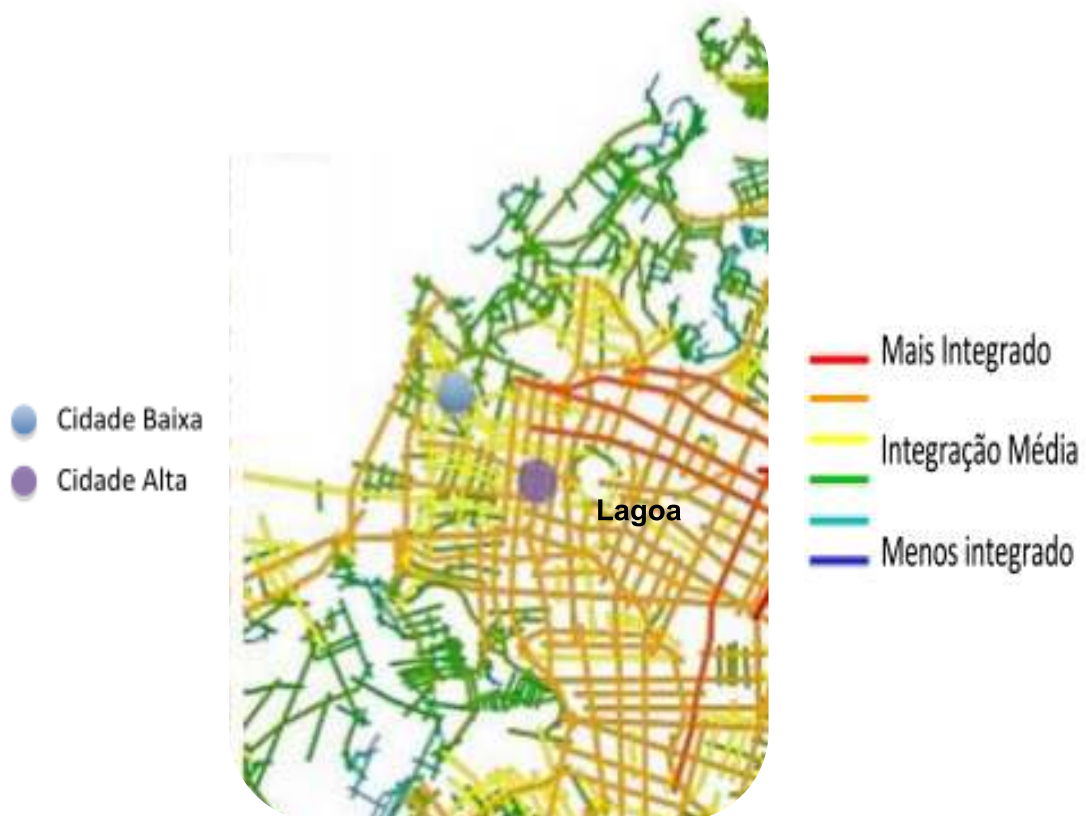 Cidade Baixa
Cidade Alta
Lagoa
Mais Integrado
Integração Média
Menos integrado